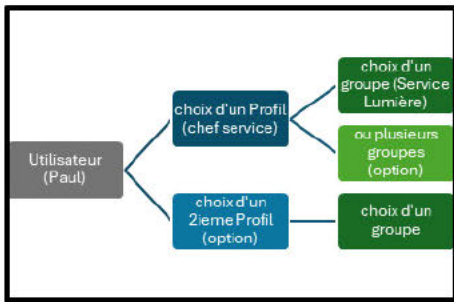 Utilisateur
(Paul)
choix d'un Profil
(chef service)
choix d'un
groupe (Service
Lumière)
ou plusieurs
groupes
(option)
choix d'un
2ieme Profil
(option)
choix d'un
groupe